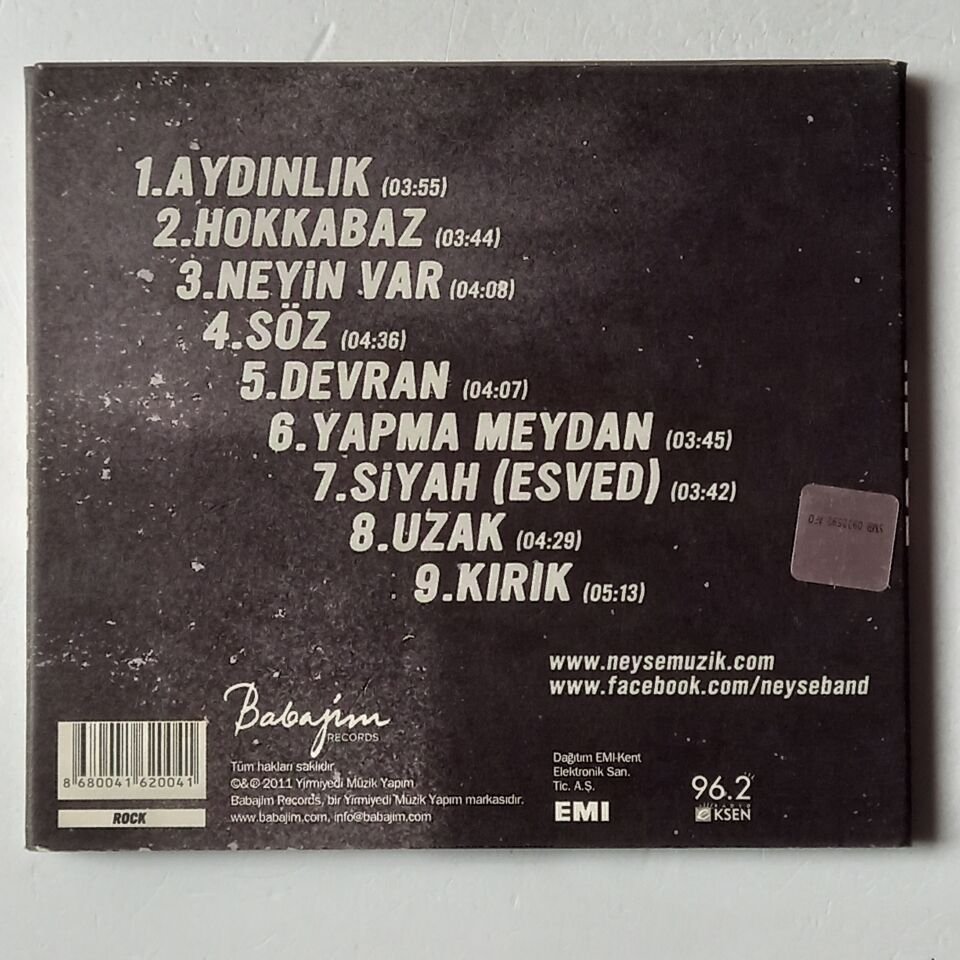 1.AYDINLIK (03:55)
2.HOKKABAZ (03:44)
3.NEYİN VAR (04:08)
4.SÖZ (04:36)
5.DEVRAN (04:07)
6.YAPMA MEYDAN (03:45)
7.SİYAH (ESVED) (03:42)
8.UZAK (04:29)
9.KIRIK (05:13)
www.neysemuzik.com
www.facebook.com/neyseband
Babajim
RECORDS
Tüm hakları saklıdır.
©&℗ 2011 Yirmiyedi Müzik Yapım
Babajim Records, bir Yirmiyedi Müzik Yapım markasıdır.
www.babajim.com, info@babajim.com
8 680041 620041
ROCK
Dağıtım EMI-Kent
Elektronik San.
Tic. A.Ş.
EMI
96.2
RADYO
EKSEN